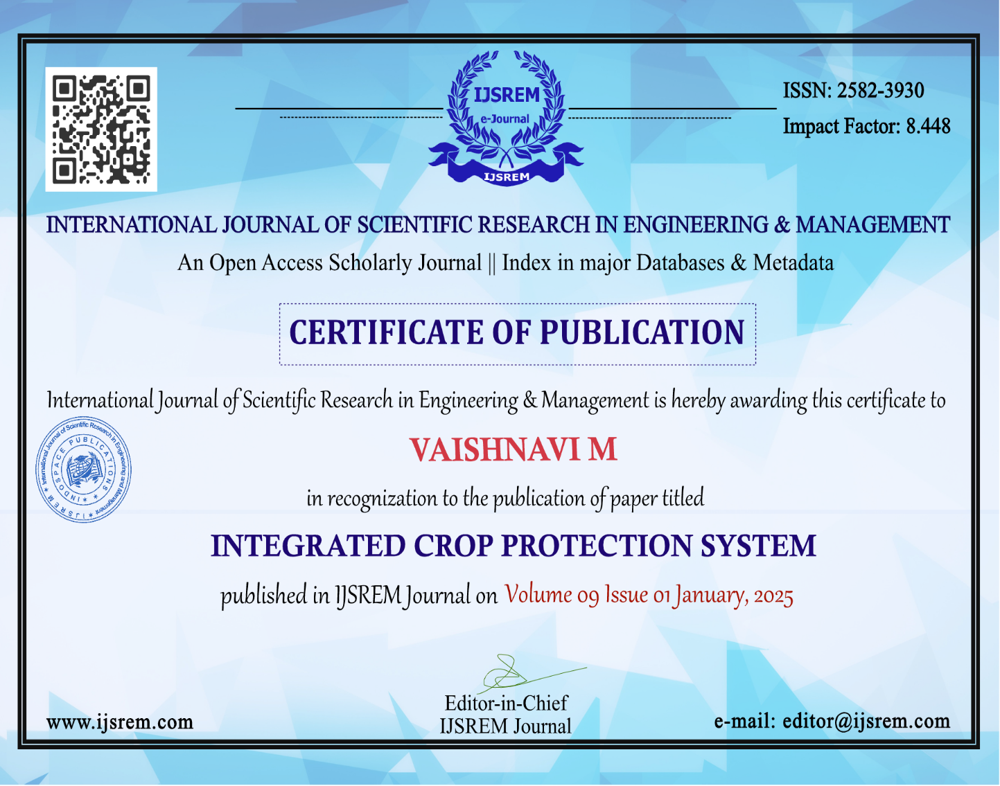 IJSREM
e-Journal
IJSREM
ISSN: 2582-3930
Impact Factor: 8.448
INTERNATIONAL JOURNAL OF SCIENTIFIC RESEARCH IN ENGINEERING & MANAGEMENT
An Open Access Scholarly Journal || Index in major Databases & Metadata
CERTIFICATE OF PUBLICATION
International Journal of Scientific Research in Engineering & Management is hereby awarding this certificate to
International Journal of Scientific Research in Engineering and Management ★ IJSREM ★
INDOSPACE PUBLICATIONS ★ ★
VAISHNAVI M
in recognization to the publication of paper titled
INTEGRATED CROP PROTECTION SYSTEM
published in IJSREM Journal on Volume 09 Issue 01 January, 2025
Editor-in-Chief
IJSREM Journal
www.ijsrem.com
e-mail: editor@ijsrem.com